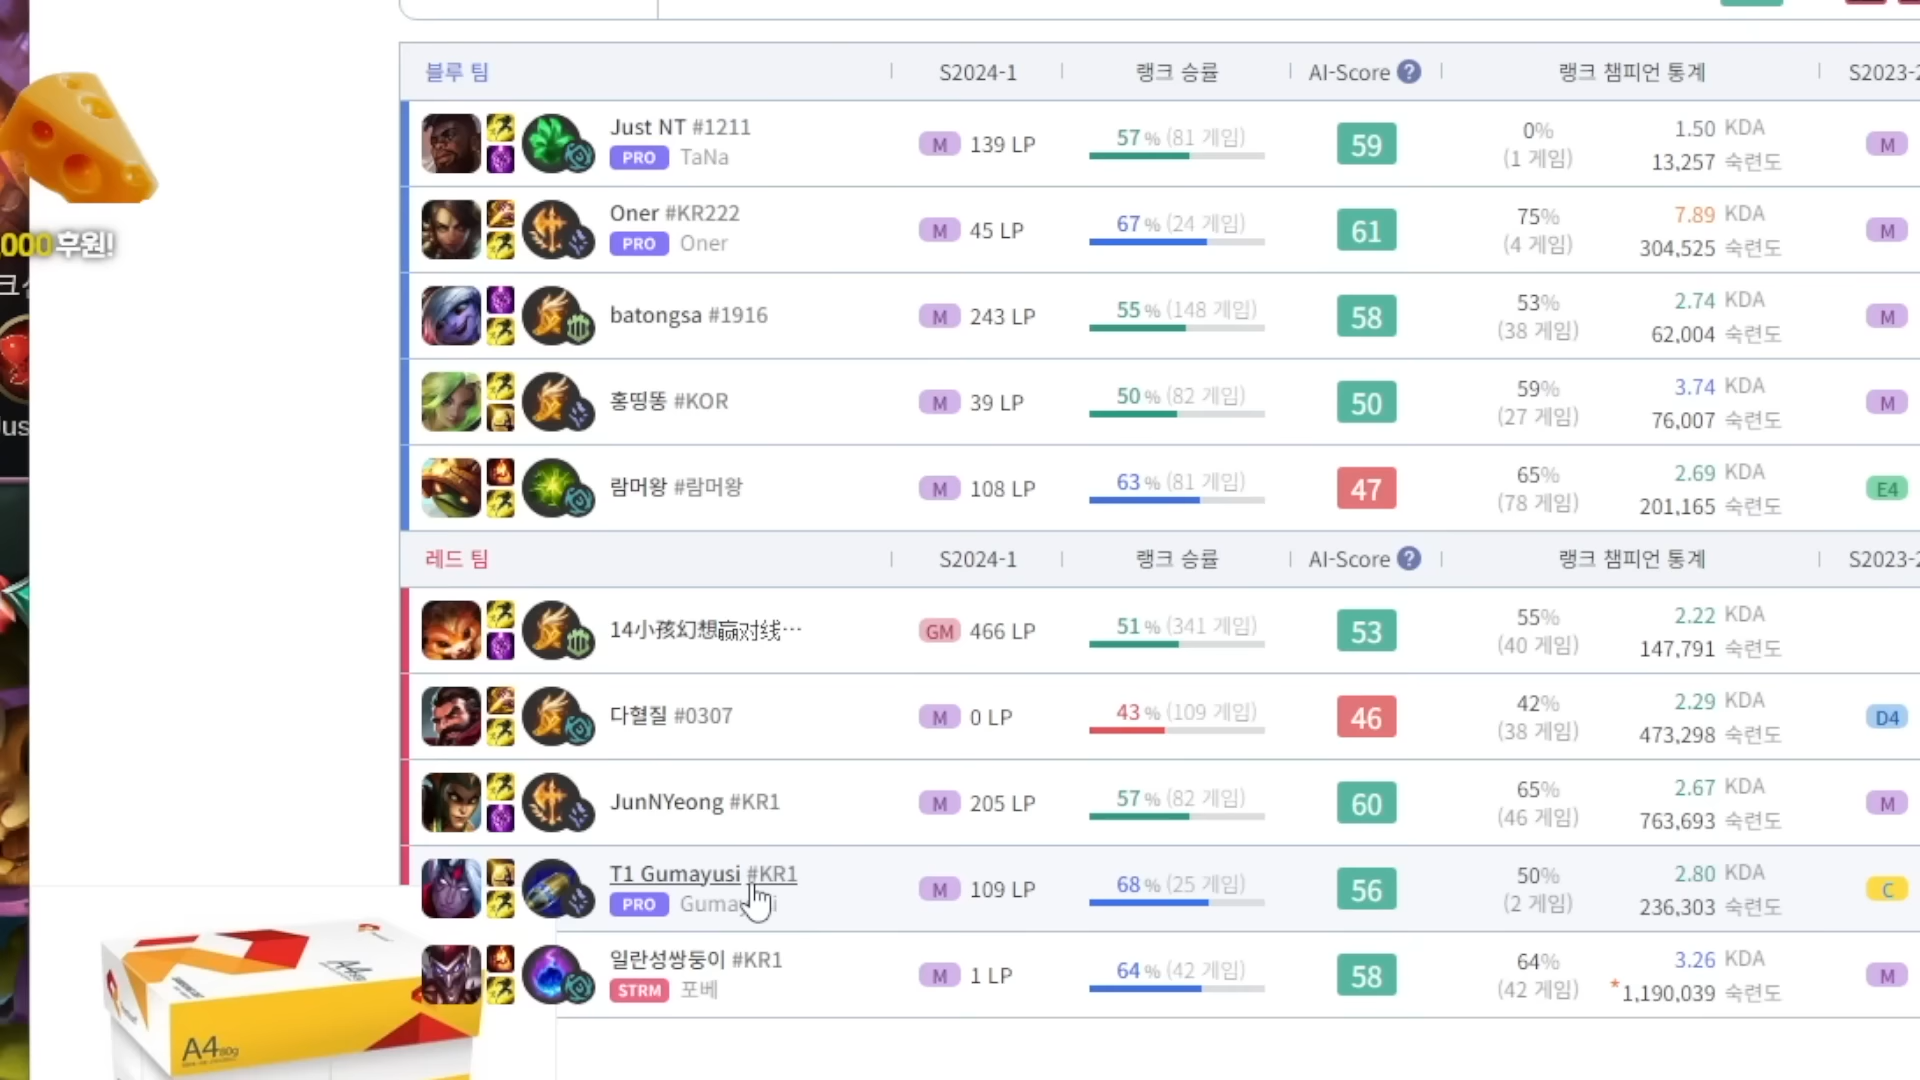 블루 팀 S2024-1 랭크 승률 AI-Score ? 랭크 챔피언 통계 S2023-2
Just NT #1211
PRO TaNa
M 139 LP
57 % (81 게임)
59
0%
(1 게임)
1.50 KDA
13,257 숙련도
M
Oner #KR222
PRO Oner
M 45 LP
67 % (24 게임)
61
75%
(4 게임)
7.89 KDA
304,525 숙련도
M
batongsa #1916
M 243 LP
55 % (148 게임)
58
53%
(38 게임)
2.74 KDA
62,004 숙련도
M
홍띵똥 #KOR
M 39 LP
50 % (82 게임)
50
59%
(27 게임)
3.74 KDA
76,007 숙련도
M
람머왕 #람머왕
M 108 LP
63 % (81 게임)
47
65%
(78 게임)
2.69 KDA
201,165 숙련도
E4
레드 팀 S2024-1 랭크 승률 AI-Score ? 랭크 챔피언 통계 S2023-2
14小孩幻想赢对线…
GM 466 LP
51 % (341 게임)
53
55%
(40 게임)
2.22 KDA
147,791 숙련도
다혈질 #0307
M 0 LP
43 % (109 게임)
46
42%
(38 게임)
2.29 KDA
473,298 숙련도
D4
JunNYeong #KR1
M 205 LP
57 % (82 게임)
60
65%
(46 게임)
2.67 KDA
763,693 숙련도
M
T1 Gumayusi #KR1
PRO Guma
M 109 LP
68 % (25 게임)
56
50%
(2 게임)
2.80 KDA
236,303 숙련도
C
일란성쌍둥이 #KR1
STRM 포베
M 1 LP
64 % (42 게임)
58
64%
(42 게임)
3.26 KDA
*1,190,039 숙련도
M
000 후원!
Jus
A4 80g